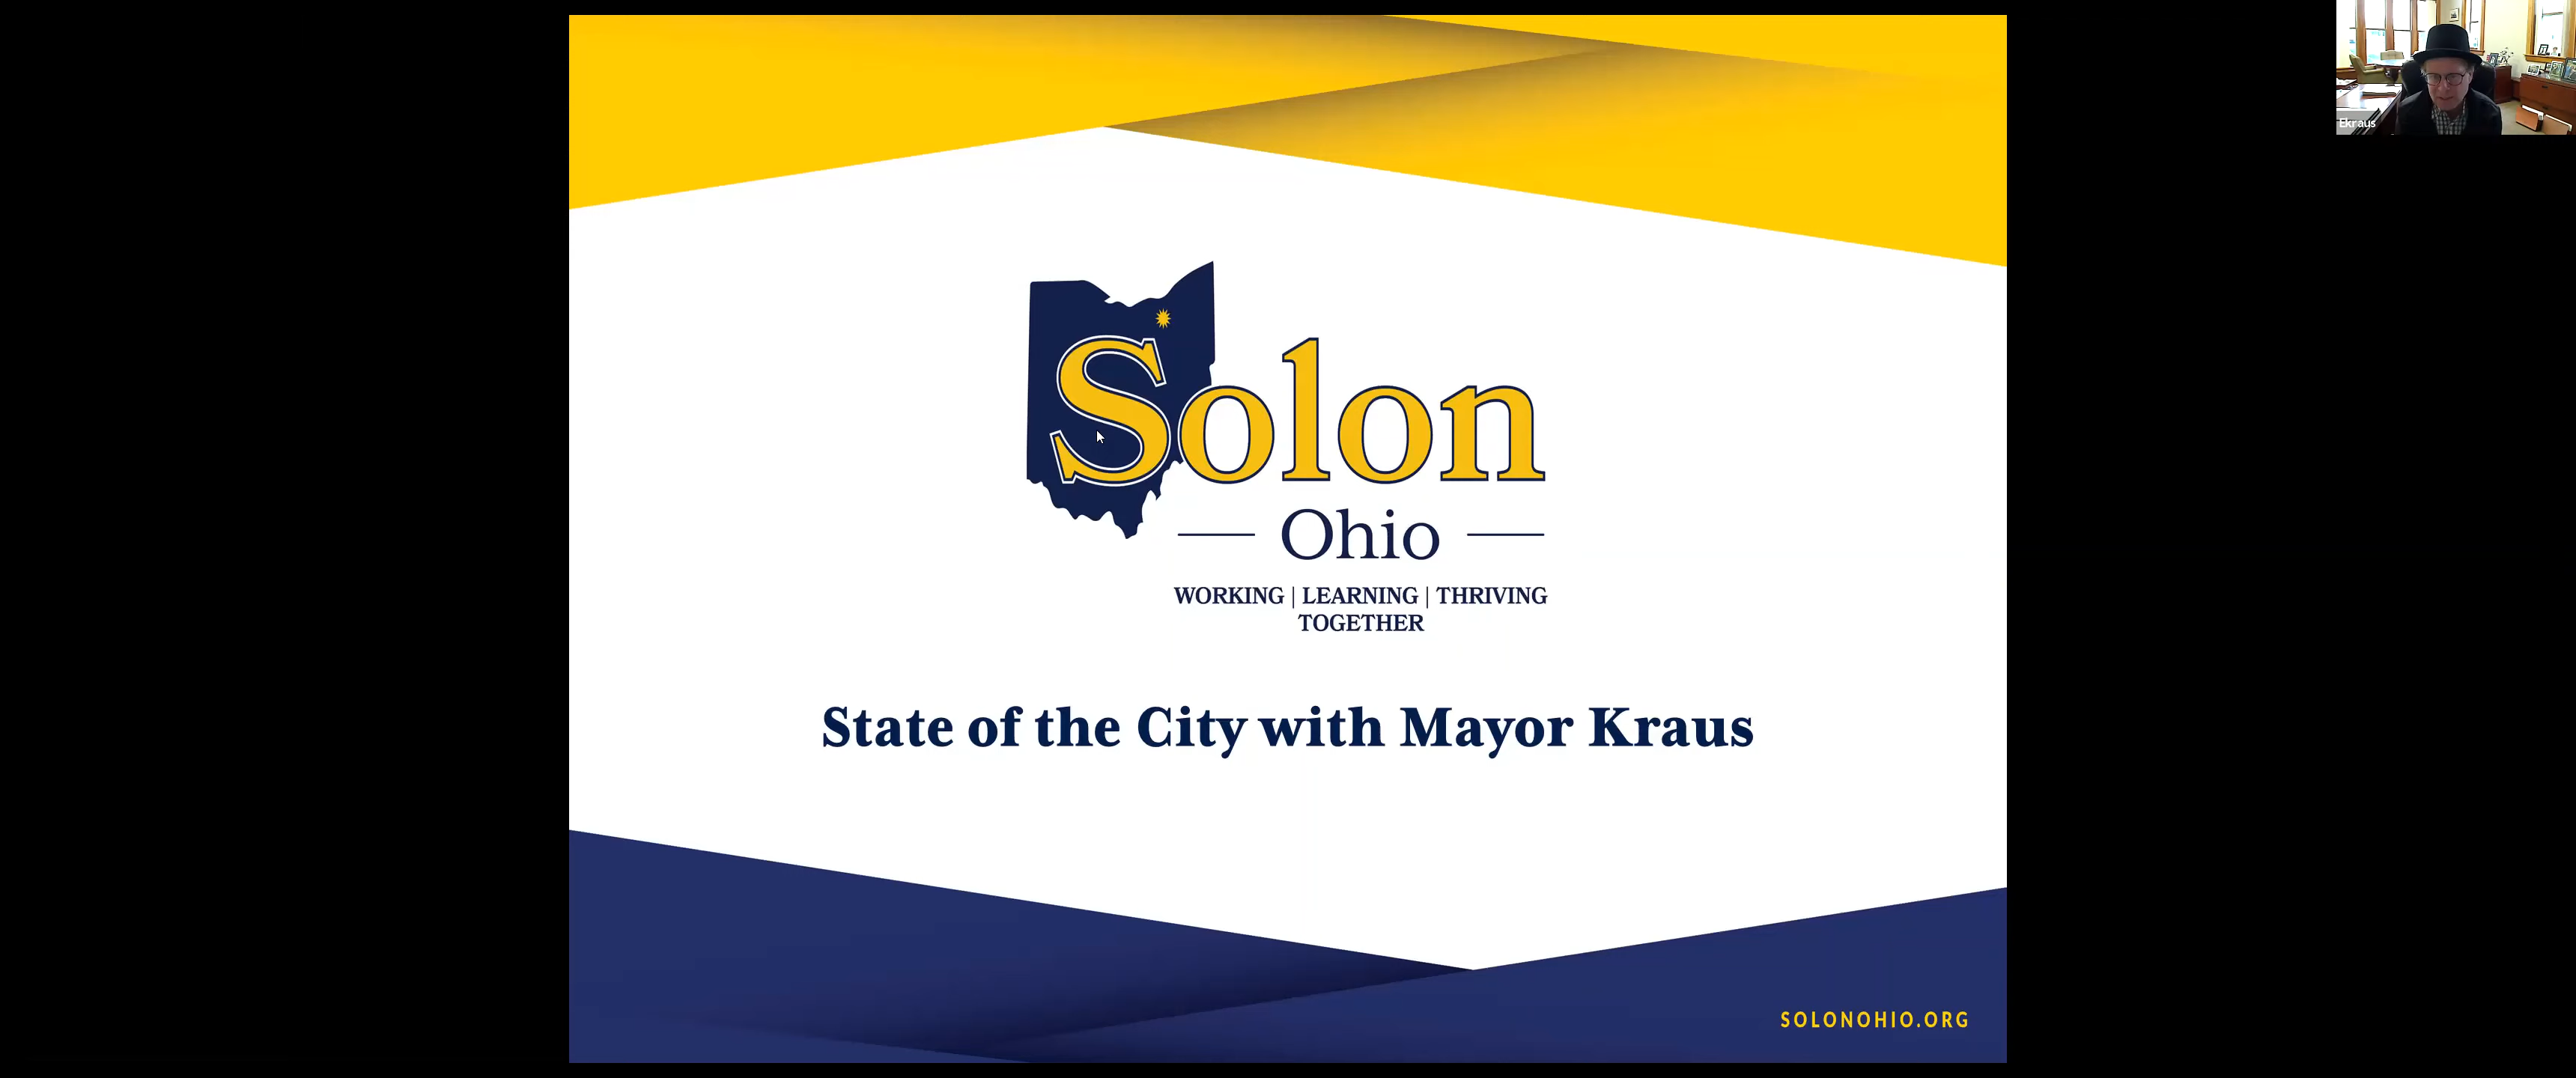 Ekraus
Solon
Ohio
WORKING | LEARNING | THRIVING
TOGETHER
State of the City with Mayor Kraus
SOLONOHIO.ORG